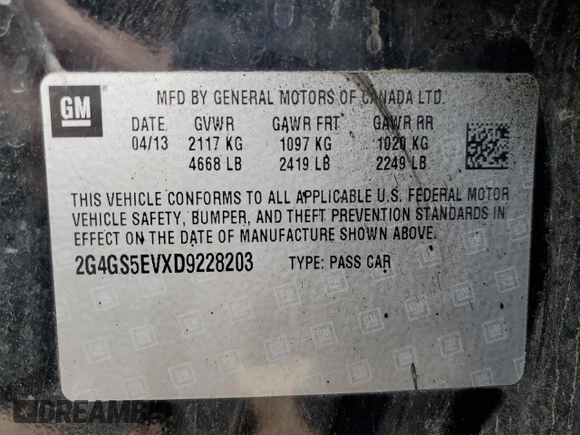 GM
MFD BY GENERAL MOTORS OF CANADA LTD.
DATE GVWR GAWR FRT GAWR RR
04/13 2117 KG 1097 KG 1020 KG
4668 LB 2419 LB 2249 LB
THIS VEHICLE CONFORMS TO ALL APPLICABLE U.S. FEDERAL MOTOR
VEHICLE SAFETY, BUMPER, AND THEFT PREVENTION STANDARDS IN
EFFECT ON THE DATE OF MANUFACTURE SHOWN ABOVE.
2G4GS5EVXD9228203 TYPE: PASS CAR